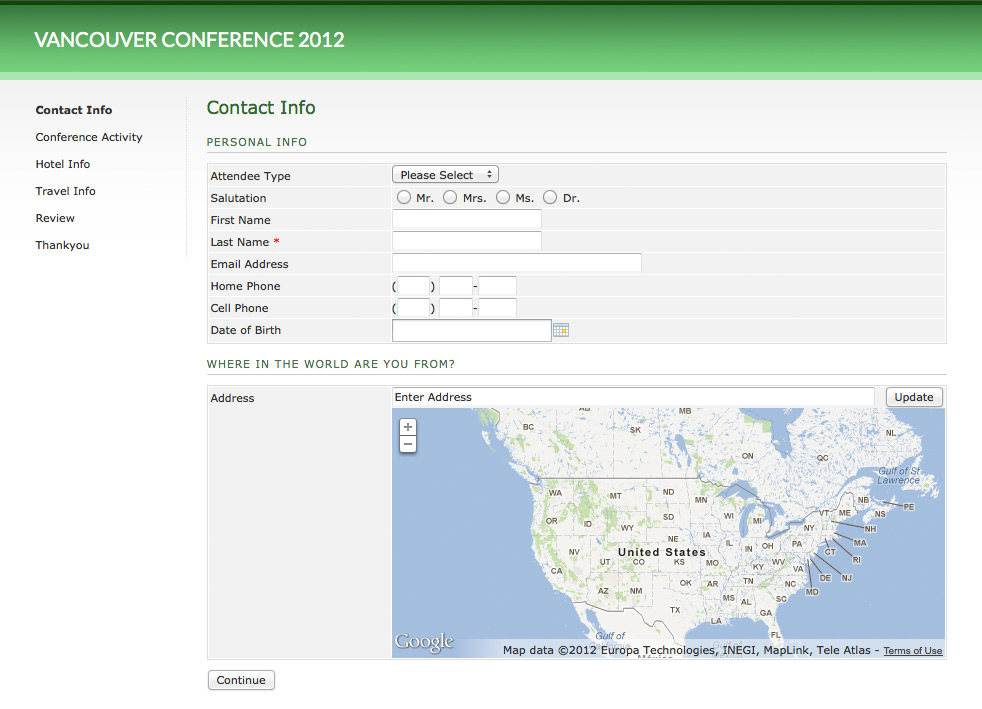 VANCOUVER CONFERENCE 2012
Contact Info
Conference Activity
Hotel Info
Travel Info
Review
Thankyou
Contact Info
PERSONAL INFO
Attendee Type Please Select
Salutation Mr. Mrs. Ms. Dr.
First Name
Last Name *
Email Address
Home Phone ( ) -
Cell Phone ( ) -
Date of Birth
WHERE IN THE WORLD ARE YOU FROM?
Address Enter Address Update
+
−
AB
MB
BC
SK
NL
ON
QC
Gulf of St
Lawrence
WA
MT
ND
MN
NB
PE
VT
ME
NS
OR
ID
SD
WI
MI
NY
NH
WY
IA
MA
NE
NV
UT
CO
United States
KS
MO
IL
IN
OH
PA
CT
RI
CA
KY
WV
VA
DE
NJ
AZ
NM
OK
AR
TN
NC
MD
MS
AL
SC
TX
LA
GA
FL
Gulf of
California
Gulf of
México
Google
Map data ©2012 Europa Technologies, INEGI, MapLink, Tele Atlas - Terms of Use
Continue